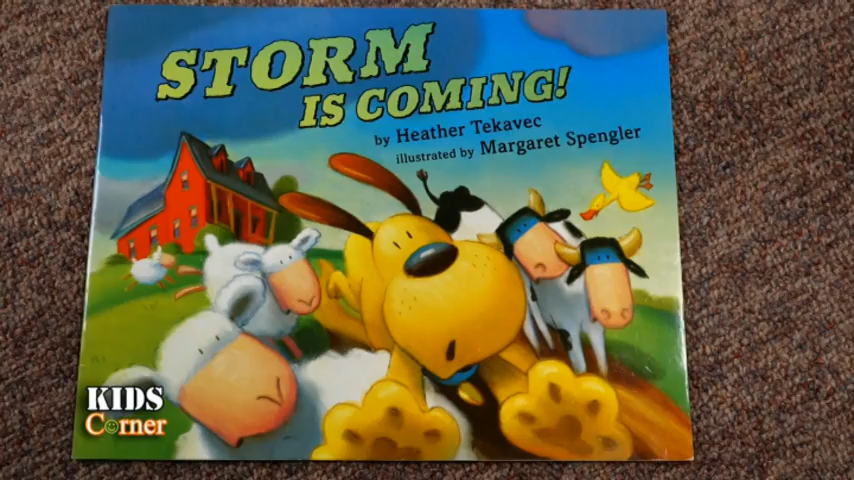 STORM
IS COMING!
by Heather Tekavec
illustrated by Margaret Spengler
KIDS
Corner